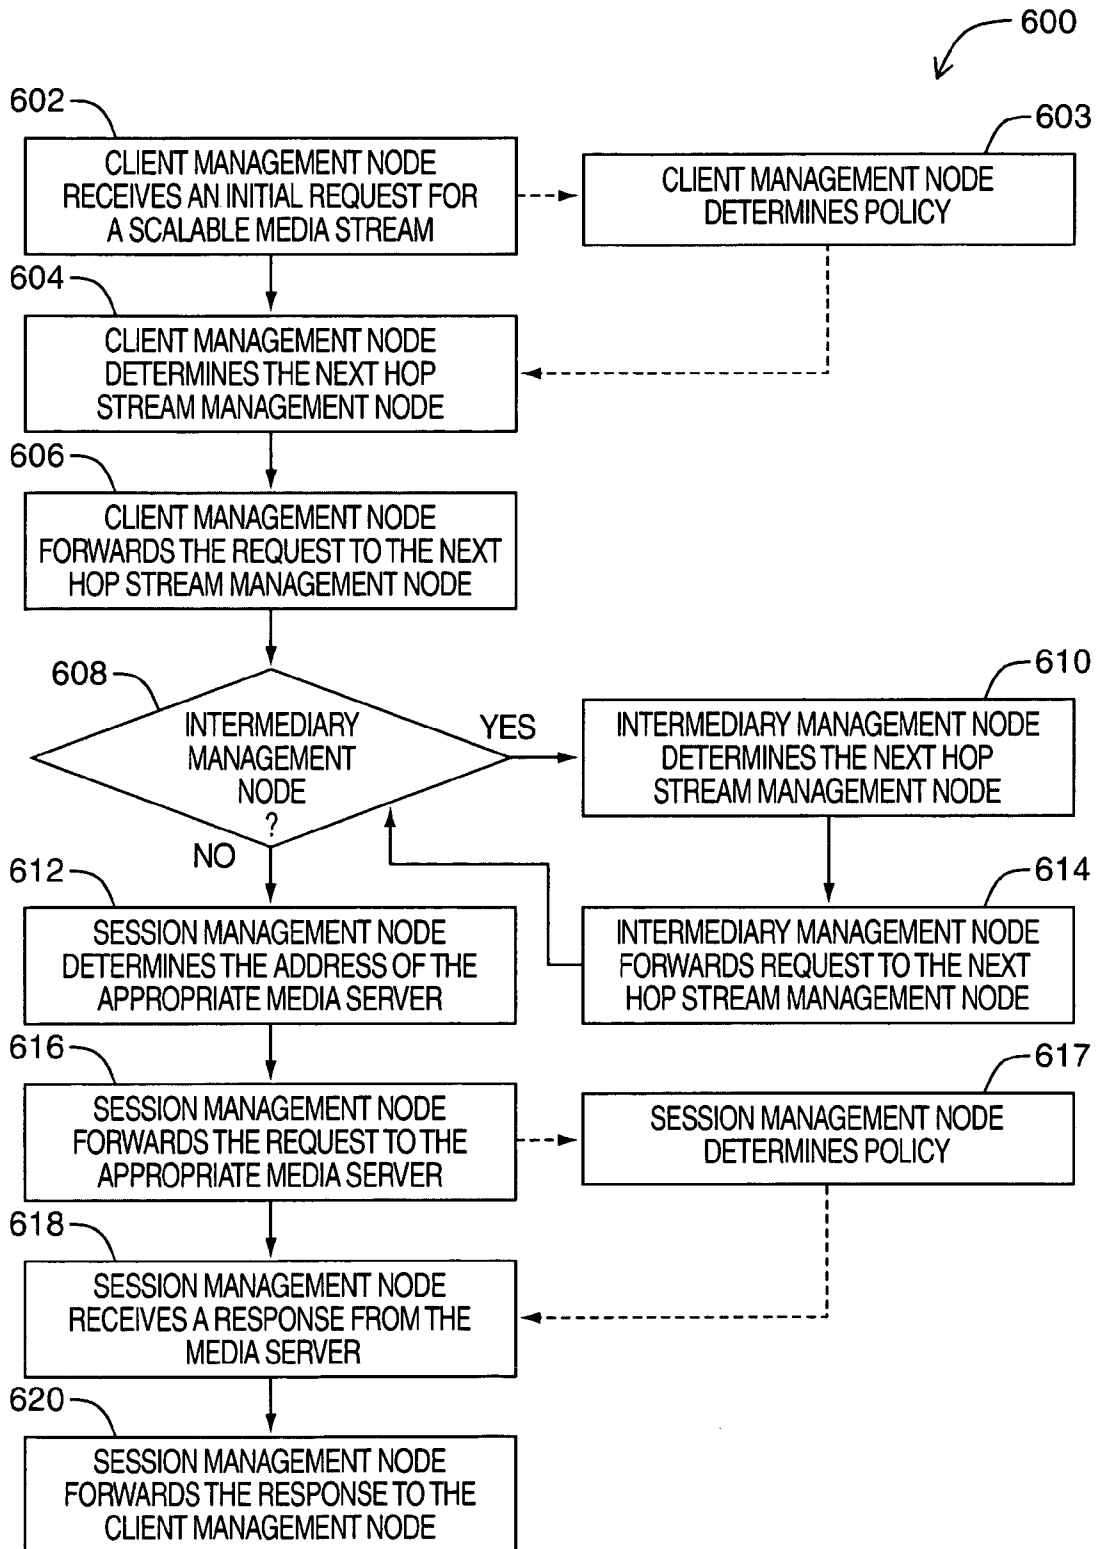 600
602
CLIENT MANAGEMENT NODE
RECEIVES AN INITIAL REQUEST FOR
A SCALABLE MEDIA STREAM
603
CLIENT MANAGEMENT NODE
DETERMINES POLICY
604
CLIENT MANAGEMENT NODE
DETERMINES THE NEXT HOP
STREAM MANAGEMENT NODE
606
CLIENT MANAGEMENT NODE
FORWARDS THE REQUEST TO THE NEXT
HOP STREAM MANAGEMENT NODE
608
INTERMEDIARY
MANAGEMENT
NODE
?
YES
NO
610
INTERMEDIARY MANAGEMENT NODE
DETERMINES THE NEXT HOP
STREAM MANAGEMENT NODE
612
SESSION MANAGEMENT NODE
DETERMINES THE ADDRESS OF THE
APPROPRIATE MEDIA SERVER
614
INTERMEDIARY MANAGEMENT NODE
FORWARDS REQUEST TO THE NEXT
HOP STREAM MANAGEMENT NODE
616
SESSION MANAGEMENT NODE
FORWARDS THE REQUEST TO THE
APPROPRIATE MEDIA SERVER
617
SESSION MANAGEMENT NODE
DETERMINES POLICY
618
SESSION MANAGEMENT NODE
RECEIVES A RESPONSE FROM THE
MEDIA SERVER
620
SESSION MANAGEMENT NODE
FORWARDS THE RESPONSE TO THE
CLIENT MANAGEMENT NODE